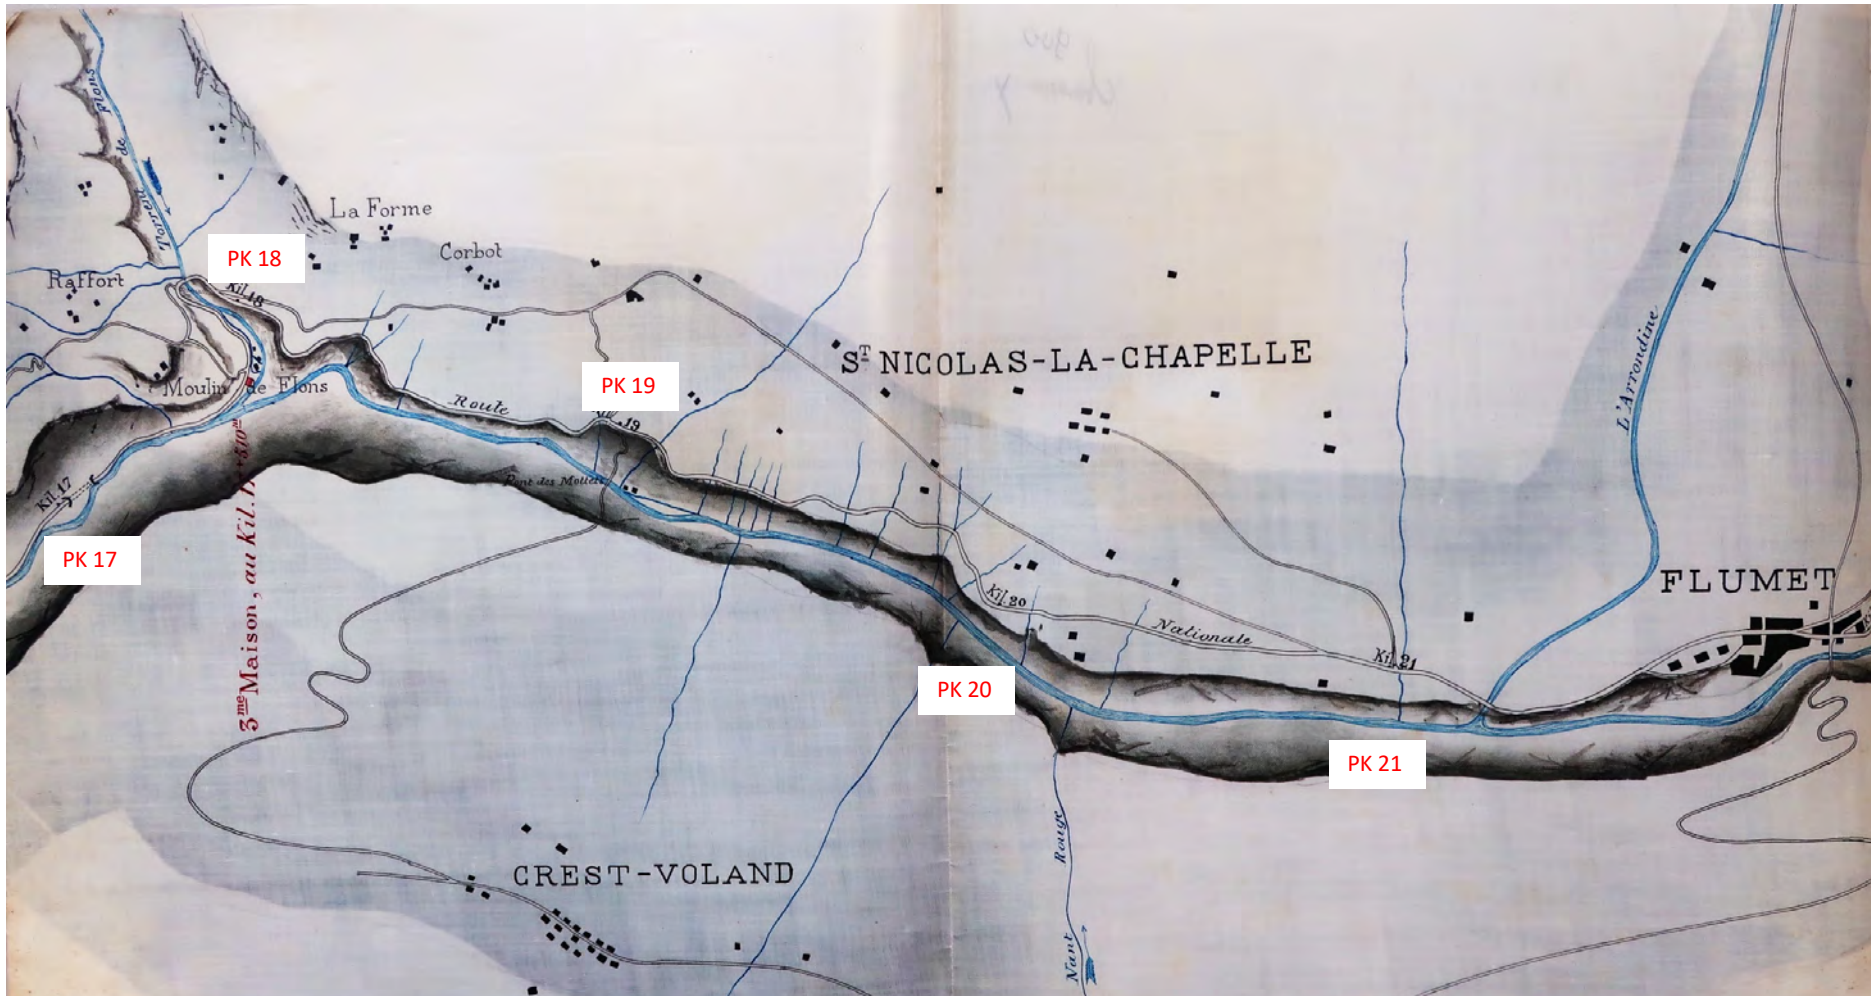 Torrent de Flons
La Forme
PK 18
Corbot
Raffort
Kil. 18
L'Arrondine
ST NICOLAS-LA-CHAPELLE
PK 19
Moulin de Flons
Route
Kil. 19
Pont des Mottets
Kil. 17
PK 17
3me Maison, au Kil.
FLUMET
Kil. 20
Nationale
Kil. 21
PK 20
PK 21
CREST-VOLAND
Nant Rouge